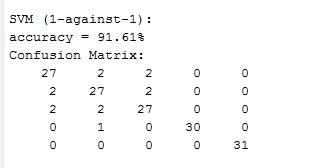 SVM (1-against-1):
accuracy = 91.61%
Confusion Matrix:
27 2 2 0 0
2 27 2 0 0
2 2 27 0 0
0 1 0 30 0
0 0 0 0 31